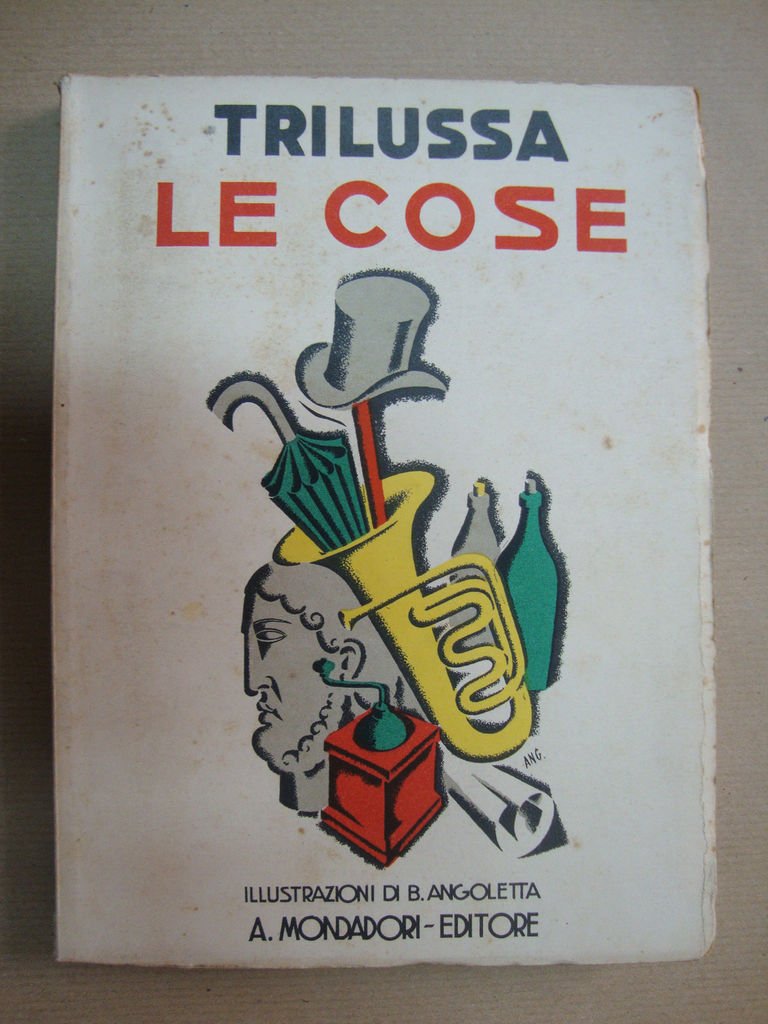 TRILUSSA
LE COSE
ANG.
ILLUSTRAZIONI DI B. ANGOLETTA
A. MONDADORI-EDITORE